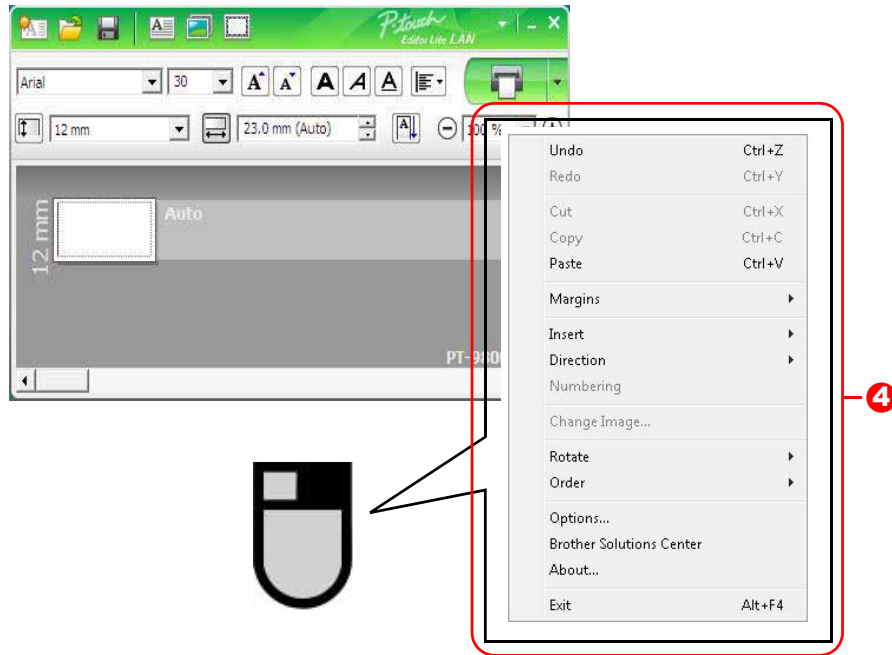 P-touch
Editor Lite LAN
Arial 30 A A A A A
12 mm 23.0 mm (Auto) A 100 %
12 mm
Auto
Undo Ctrl+Z
Redo Ctrl+Y
Cut Ctrl+X
Copy Ctrl+C
Paste Ctrl+V
Margins
Insert
Direction
Numbering
Change Image...
Rotate
Order
Options...
Brother Solutions Center
About...
Exit Alt+F4
4